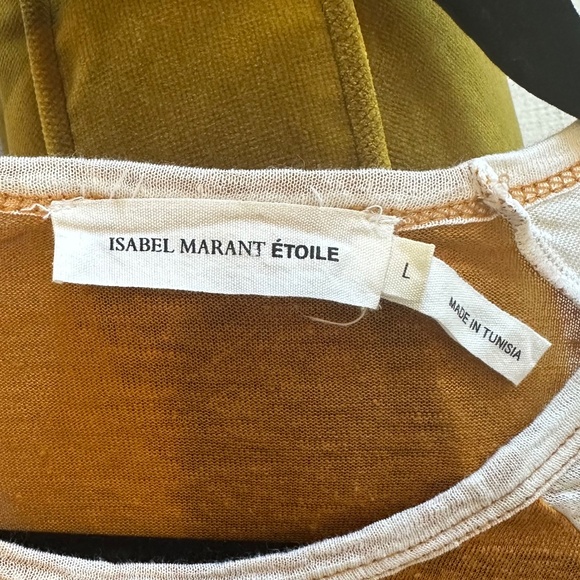 ISABEL MARANT ÉTOILE
L
MADE IN TUNISIA